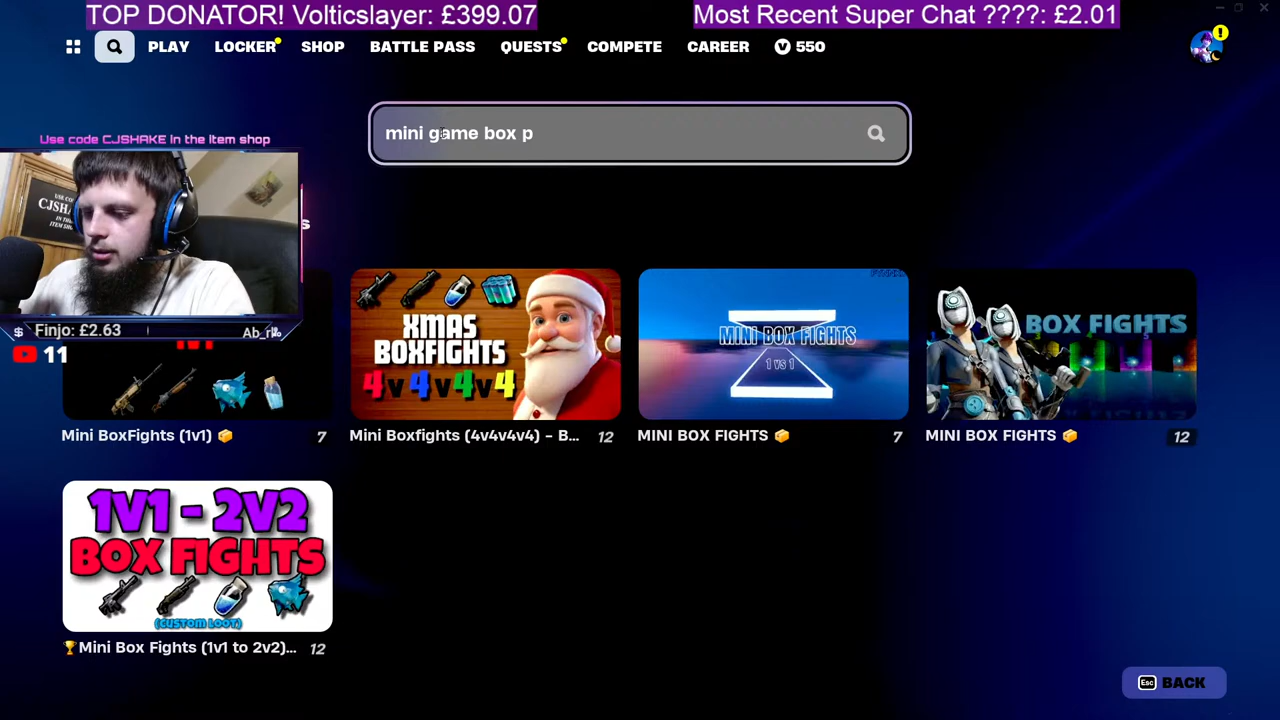 TOP DONATOR! Volticslayer: £399.07
Most Recent Super Chat ????: £2.01
PLAY
LOCKER
SHOP
BATTLE PASS
QUESTS
COMPETE
CAREER
550
mini game box p
Use code CJSHAKE in the item shop
Finjo: £2.63
11
XMAS
BOXFIGHTS
4v4v4v4
MINI BOX FIGHTS
1 vs 1
BOX FIGHTS
Mini BoxFights (1v1)
7
Mini Boxfights (4v4v4v4) – B...
12
MINI BOX FIGHTS
7
MINI BOX FIGHTS
12
1V1 - 2V2
BOX FIGHTS
(CUSTOM LOOT)
Mini Box Fights (1v1 to 2v2)...
12
Esc BACK